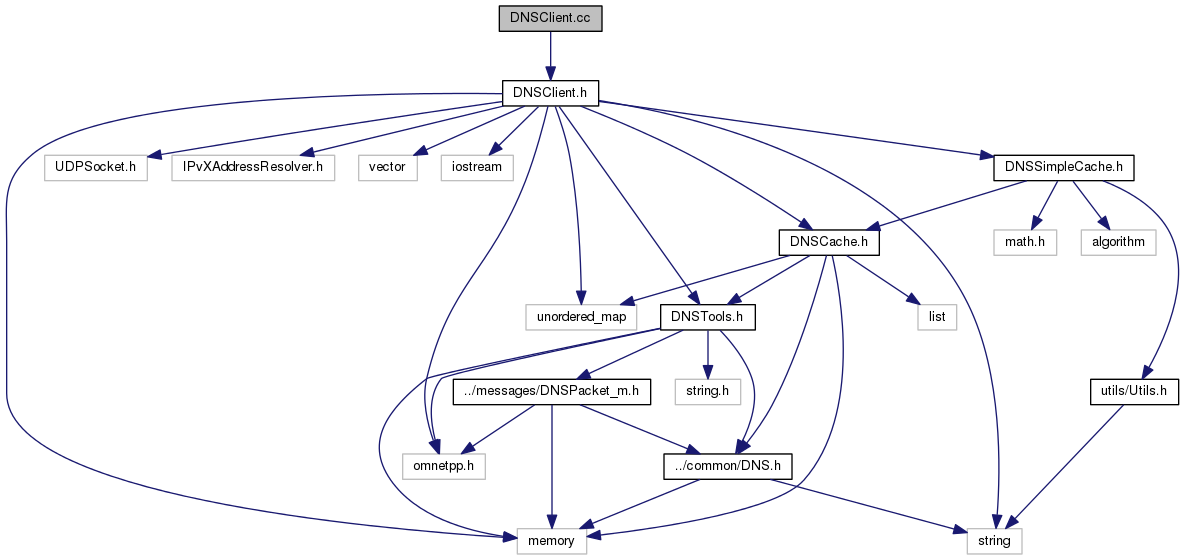 DNSClient.cc
DNSClient.h
UDPSocket.h
IPvXAddressResolver.h
vector
iostream
DNSSimpleCache.h
DNSCache.h
math.h
algorithm
unordered_map
DNSTools.h
list
../messages/DNSPacket_m.h
string.h
utils/Utils.h
omnetpp.h
../common/DNS.h
memory
string